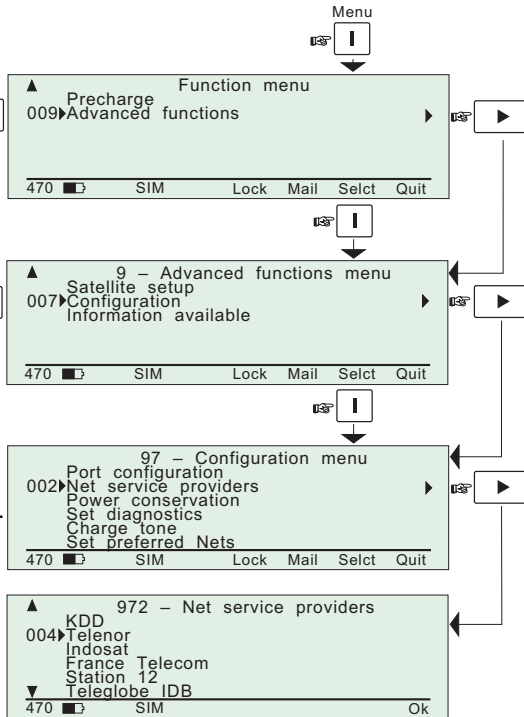 Menu
Function menu
Precharge
009 Advanced functions
470 SIM Lock Mail Selct Quit
9 – Advanced functions menu
Satellite setup
007 Configuration
Information available
470 SIM Lock Mail Selct Quit
97 – Configuration menu
Port configuration
002 Net service providers
Power conservation
Set diagnostics
Charge tone
Set preferred Nets
470 SIM Lock Mail Selct Quit
972 – Net service providers
KDD
004 Telenor
Indosat
France Telecom
Station 12
Teleglobe IDB
470 SIM Ok